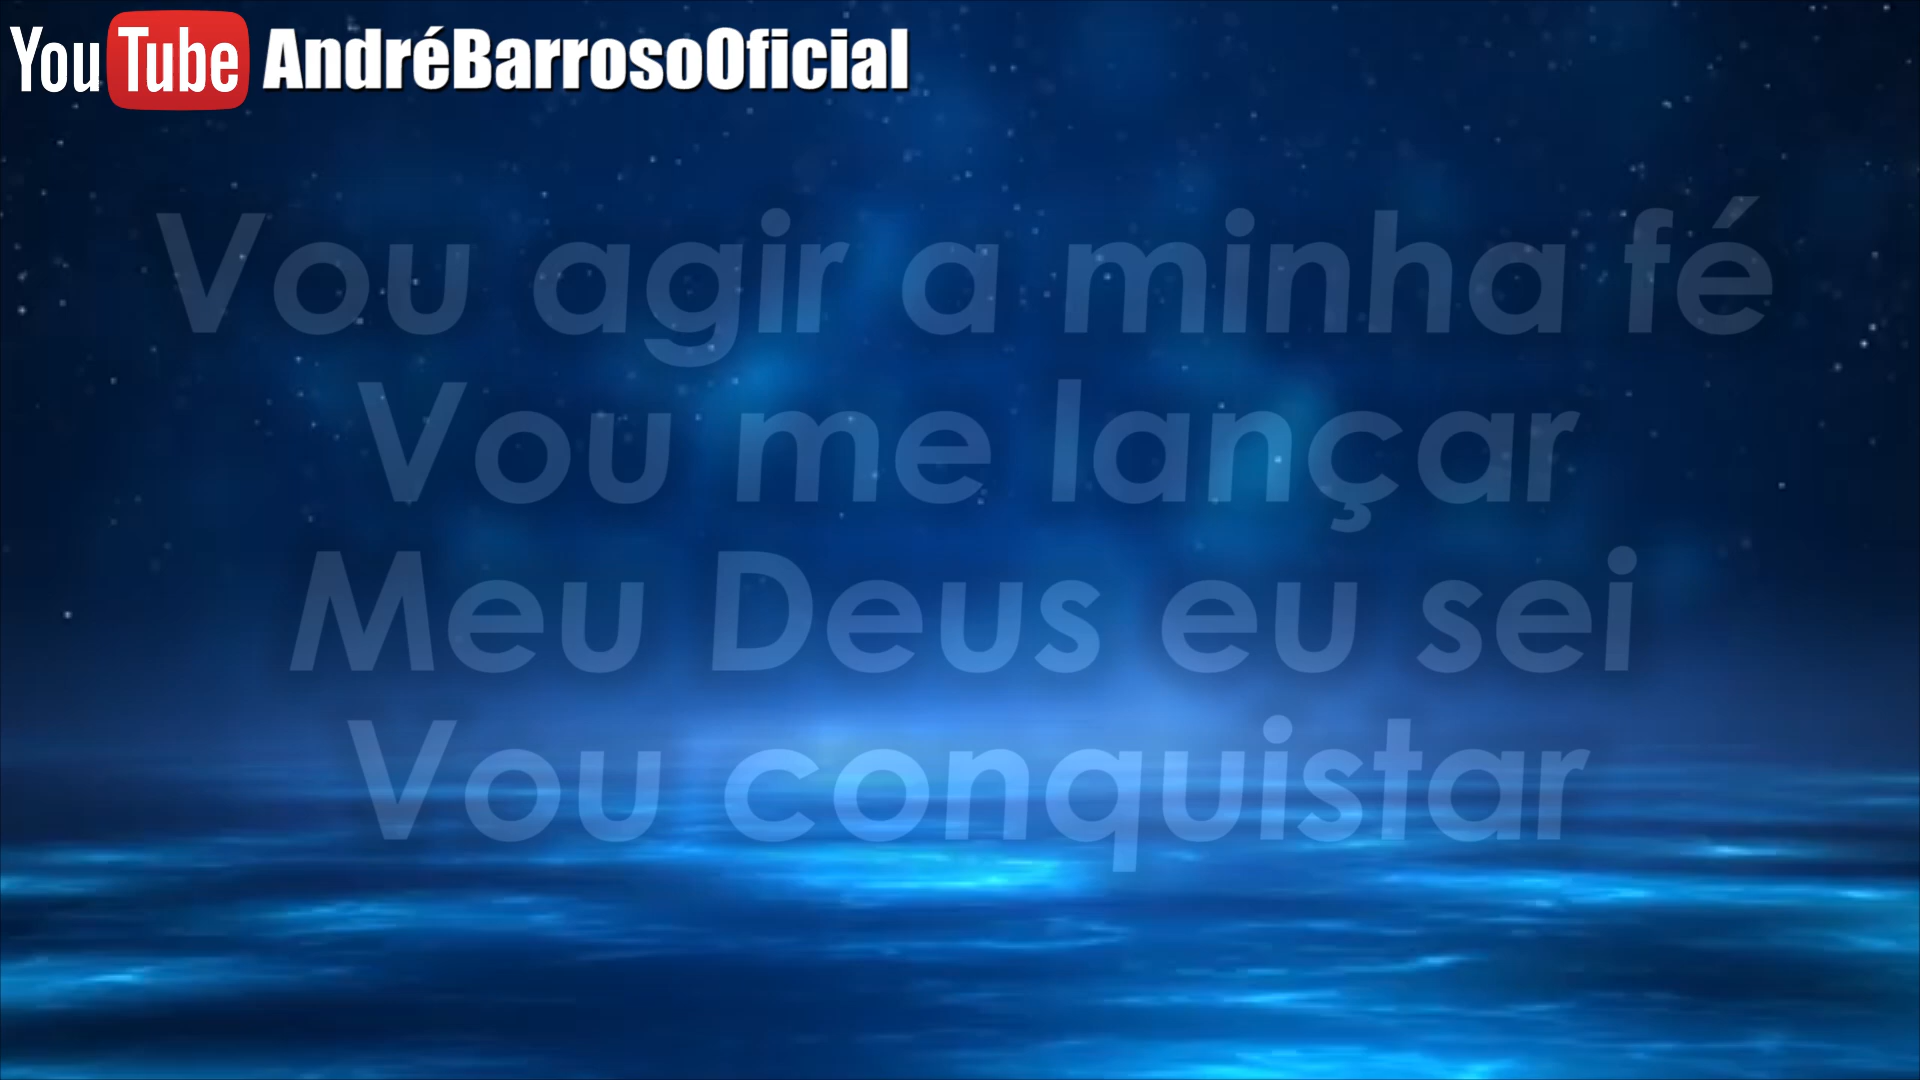 YouTube AndréBarrosoOficial
Vou agir a minha fé
Vou me lançar
Meu Deus eu sei
Vou conquistar